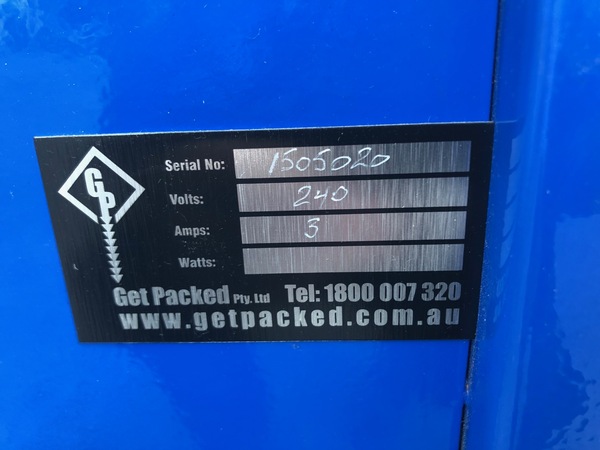 GP
Serial No: 1505020
Volts: 240
Amps: 3
Watts:
Get Packed Pty. Ltd Tel: 1800 007 320
www.getpacked.com.au